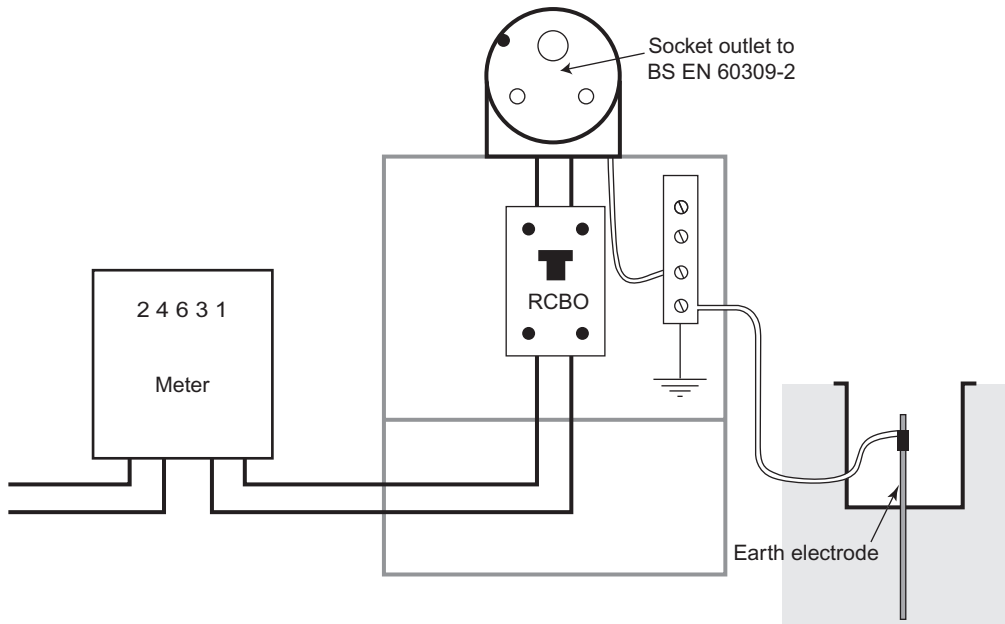 Socket outlet to
BS EN 60309-2
RCBO
2 4 6 3 1
Meter
Earth electrode